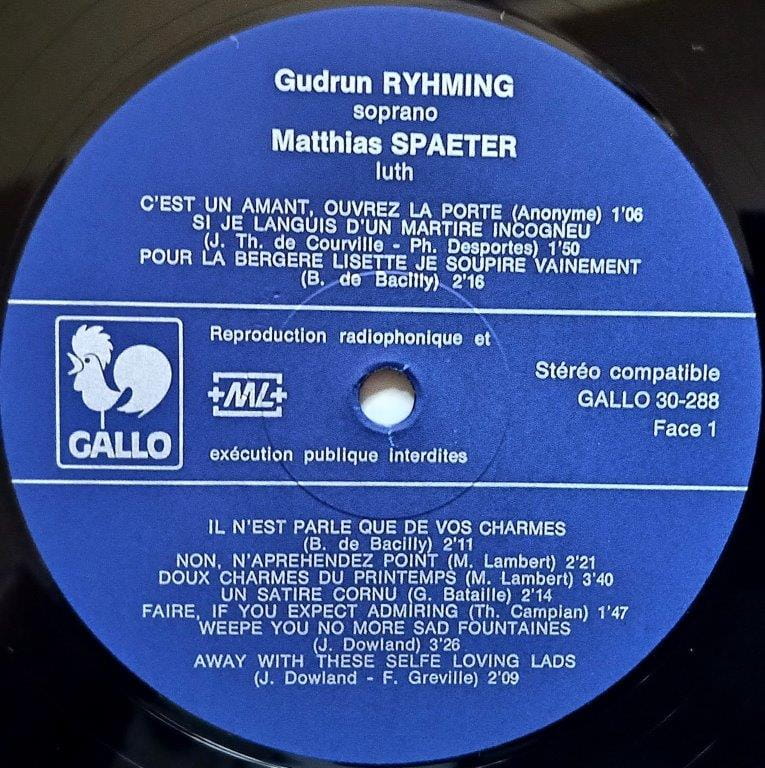 Gudrun RYHMING
soprano
Matthias SPAETER
luth
C'EST UN AMANT, OUVREZ LA PORTE (Anonyme) 1'06
SI JE LANGUIS D'UN MARTIRE INCOGNEU
(J. Th. de Courville - Ph. Desportes) 1'50
POUR LA BERGERE LISETTE JE SOUPIRE VAINEMENT
(B. de Bacilly) 2'16
GALLO
Reproduction radiophonique et
+ML+
exécution publique interdites
Stéréo compatible
GALLO 30-288
Face 1
IL N'EST PARLE QUE DE VOS CHARMES
(B. de Bacilly) 2'11
NON, N'APREHENDEZ POINT (M. Lambert) 2'21
DOUX CHARMES DU PRINTEMPS (M. Lambert) 3'40
UN SATIRE CORNU (G. Bataille) 2'14
FAIRE, IF YOU EXPECT ADMIRING (Th. Campian) 1'47
WEEPE YOU NO MORE SAD FOUNTAINES
(J. Dowland) 3'26
AWAY WITH THESE SELFE LOVING LADS
(J. Dowland - F. Greville) 2'09